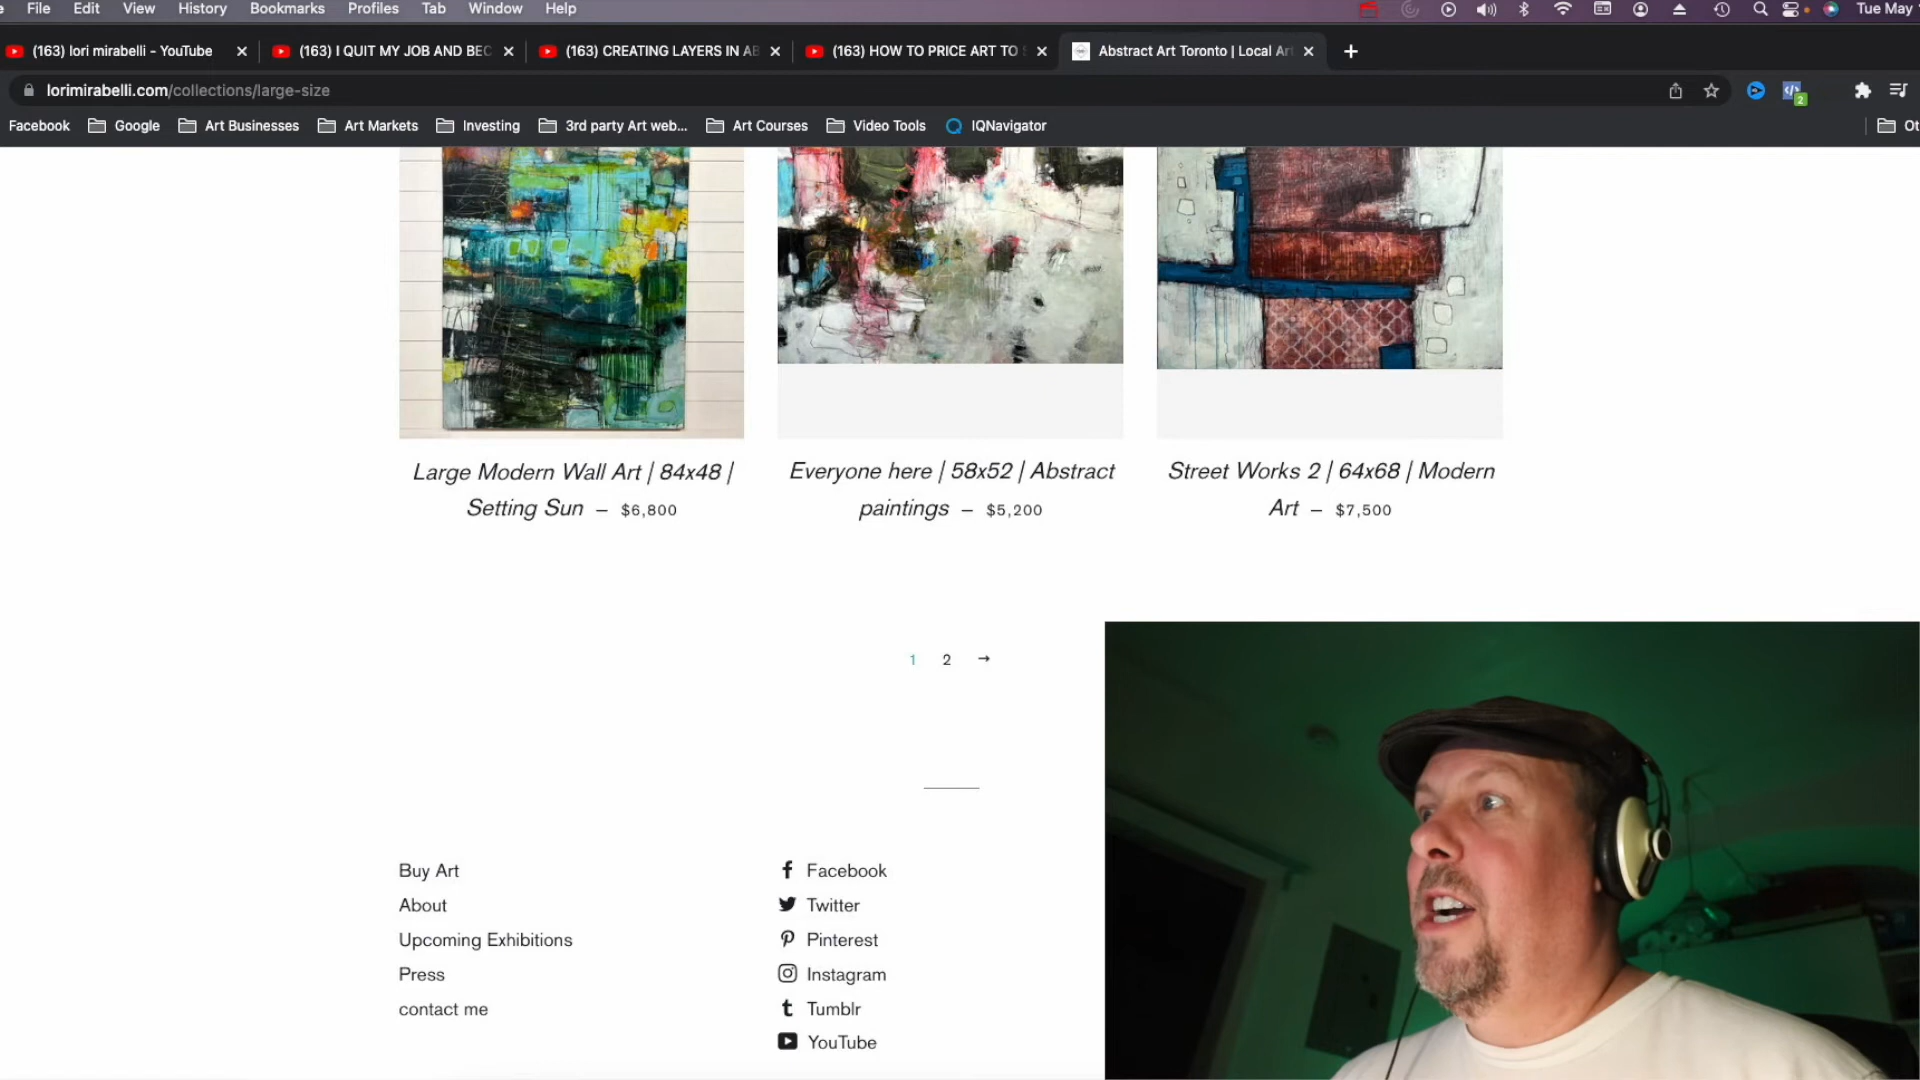 File Edit View History Bookmarks Profiles Tab Window Help Tue May
(163) lori mirabelli - YouTube (163) I QUIT MY JOB AND BEC (163) CREATING LAYERS IN AB (163) HOW TO PRICE ART TO Abstract Art Toronto | Local Art
lorimirabelli.com/collections/large-size
2
Facebook Google Art Businesses Art Markets Investing 3rd party Art web... Art Courses Video Tools IQNavigator Ot
Large Modern Wall Art | 84x48 |
Setting Sun — $6,800
Everyone here | 58x52 | Abstract
paintings — $5,200
Street Works 2 | 64x68 | Modern
Art — $7,500
1 2 →
Buy Art
About
Upcoming Exhibitions
Press
contact me
Facebook
Twitter
Pinterest
Instagram
Tumblr
YouTube